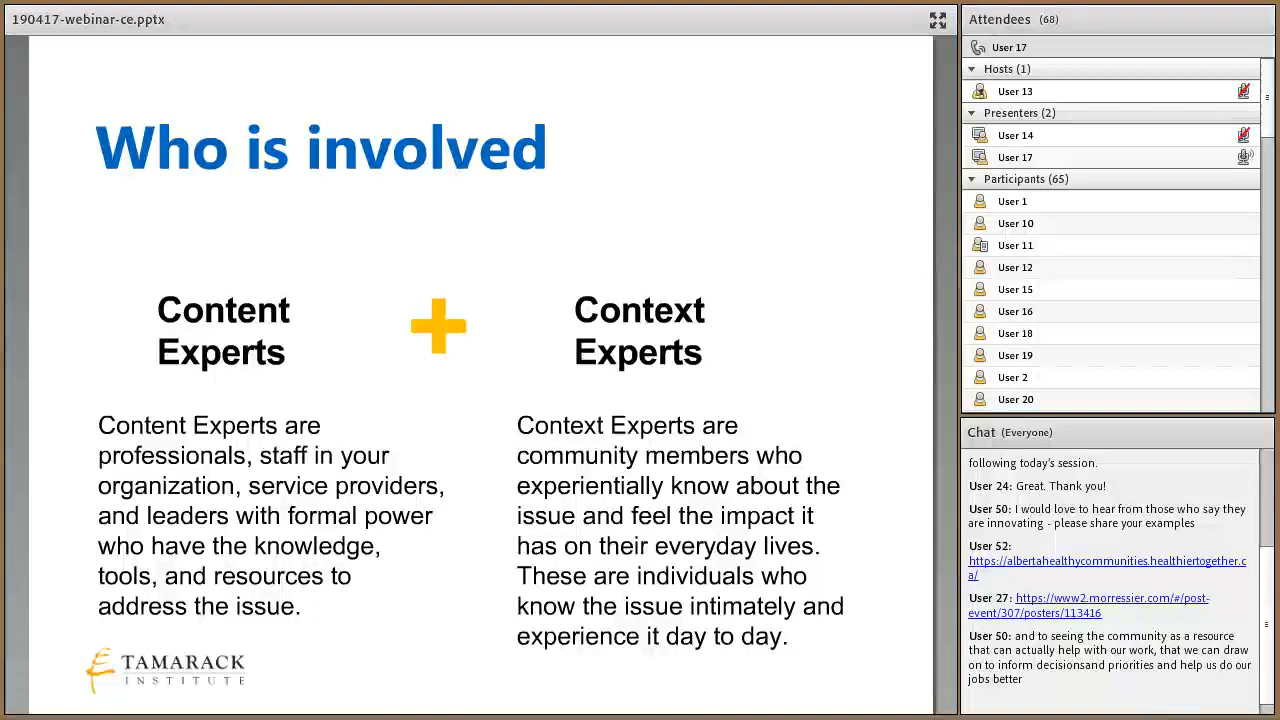 190417-webinar-ce.pptx
Who is involved
Content
Experts
Context
Experts
Content Experts are
professionals, staff in your
organization, service providers,
and leaders with formal power
who have the knowledge,
tools, and resources to
address the issue.
Context Experts are
community members who
experientially know about the
issue and feel the impact it
has on their everyday lives.
These are individuals who
know the issue intimately and
experience it day to day.
TAMARACK
INSTITUTE
Attendees (68)
User 17
Hosts (1)
User 13
Presenters (2)
User 14
User 17
Participants (65)
User 1
User 10
User 11
User 12
User 15
User 16
User 18
User 19
User 2
User 20
Chat (Everyone)
following today's session.
User 24: Great. Thank you!
User 50: I would love to hear from those who say they
are innovating - please share your examples
User 52:
https://albertahealthycommunities.healthiertogether.c
a/
User 27: https://www2.morressier.com/#/post-
event/307/posters/113416
User 50: and to seeing the community as a resource
that can actually help with our work, that we can draw
on to inform decisionsand priorities and help us do our
jobs better